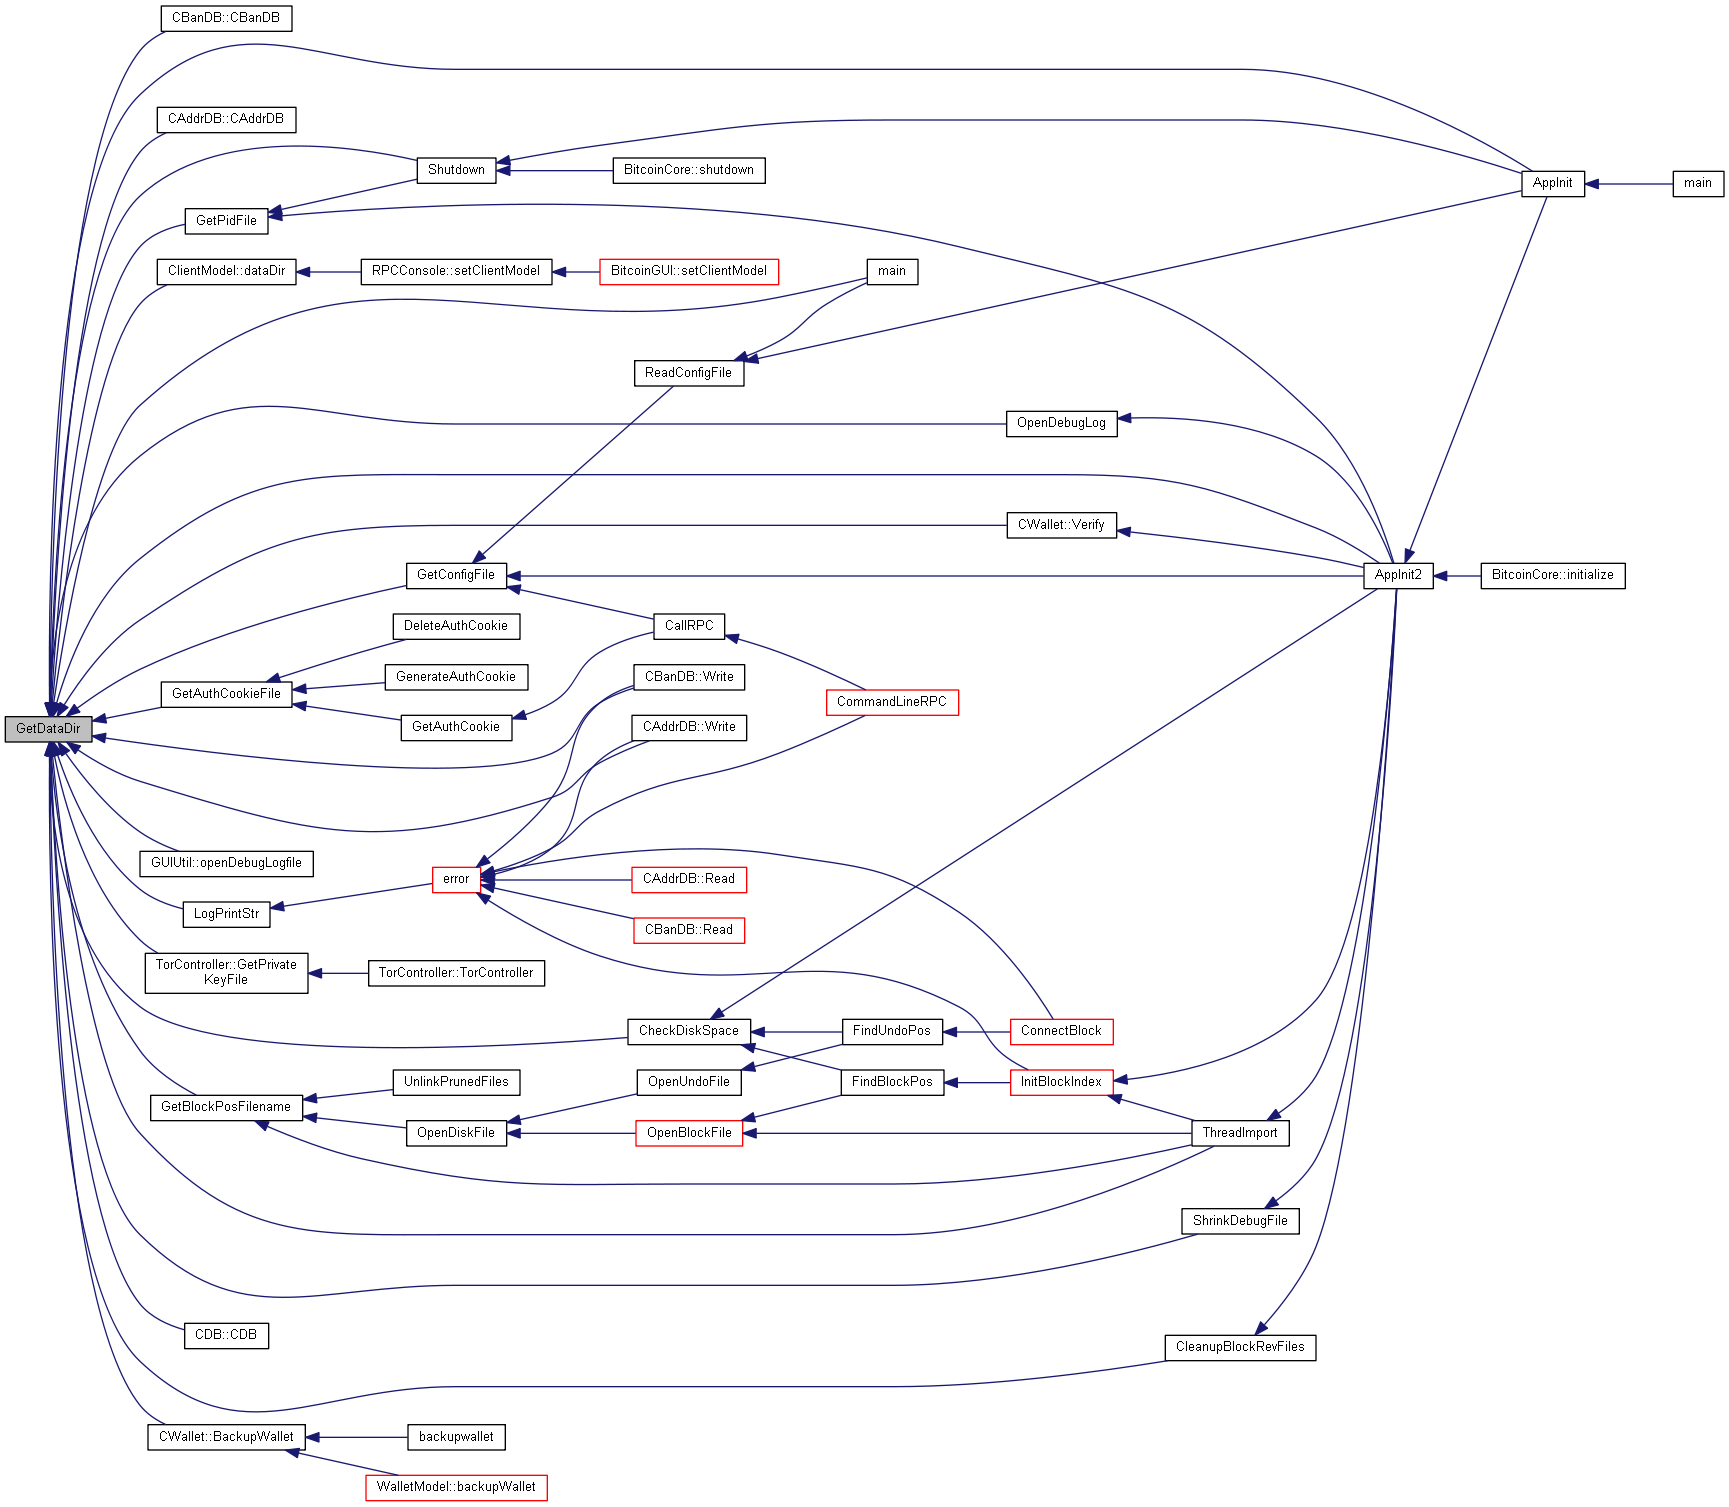 CBanDB::CBanDB
CAddrDB::CAddrDB
Shutdown
BitcoinCore::shutdown
AppInit
main
GetPidFile
ClientModel::dataDir
RPCConsole::setClientModel
BitcoinGUI::setClientModel
main
ReadConfigFile
OpenDebugLog
CWallet::Verify
GetConfigFile
AppInit2
BitcoinCore::initialize
DeleteAuthCookie
CallRPC
GetAuthCookieFile
GenerateAuthCookie
CBanDB::Write
CommandLineRPC
GetDataDir
GetAuthCookie
CAddrDB::Write
GUIUtil::openDebugLogfile
error
CAddrDB::Read
LogPrintStr
CBanDB::Read
TorController::GetPrivate
KeyFile
TorController::TorController
CheckDiskSpace
FindUndoPos
ConnectBlock
UnlinkPrunedFiles
OpenUndoFile
FindBlockPos
InitBlockIndex
GetBlockPosFilename
OpenDiskFile
OpenBlockFile
ThreadImport
ShrinkDebugFile
CDB::CDB
CleanupBlockRevFiles
CWallet::BackupWallet
backupwallet
WalletModel::backupWallet